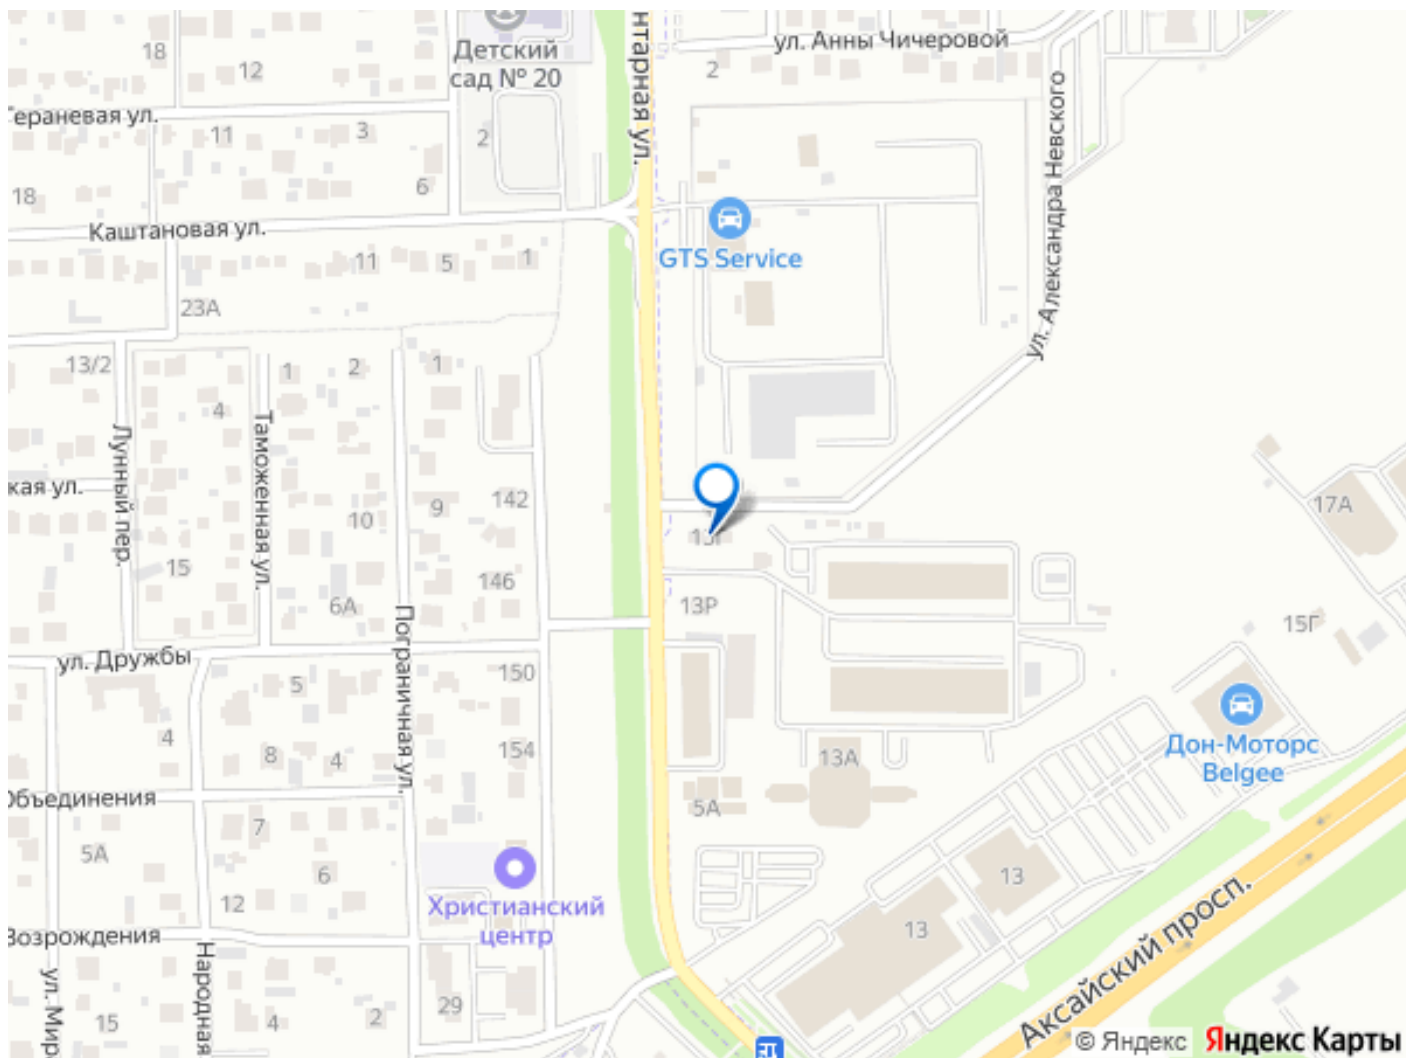 ул. Анны Чичеровой
18
12
2
Детский
сад № 20
нтарная ул.
ул. Александра Невского
ераневая ул.
11
3
2
18
6
Каштановая ул.
GTS Service
11
5
1
23А
13/2
1
2
1
4
Лунный пер.
Таможенная ул.
кая ул.
142
9
10
17А
15
146
6А
13Р
Пограничная ул.
15Г
ул. Дружбы
150
5
4
8
4
154
13А
Дон-Моторс
Belgee
Объединения
5А
7
5А
6
13
12
Христианский
центр
13
Возрождения
Аксайский просп.
Народная
ул. Мир
29
15
4
2
© Яндекс
Яндекс Карты